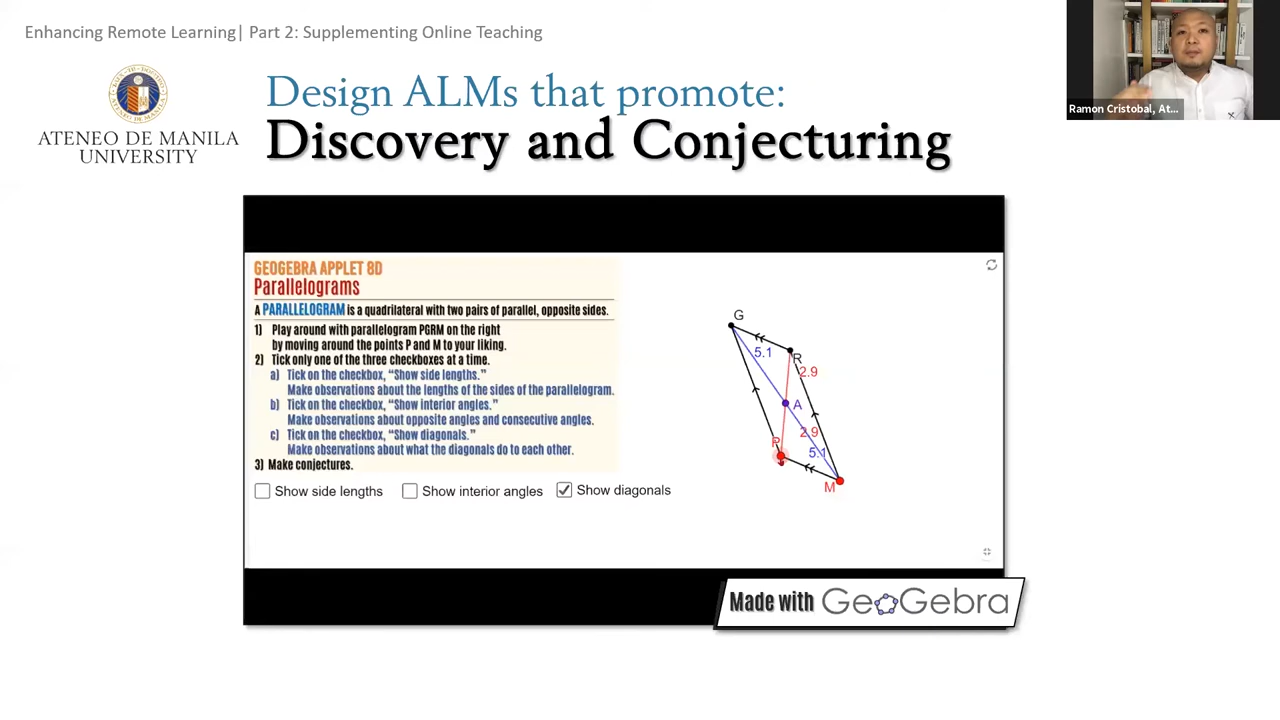 Enhancing Remote Learning| Part 2: Supplementing Online Teaching
Ramon Cristobal, At...
ATENEO DE MANILA
UNIVERSITY
Design ALMs that promote:
Discovery and Conjecturing
GEOGEBRA APPLET 8D
Parallelograms
A PARALLELOGRAM is a quadrilateral with two pairs of parallel, opposite sides.
1) Play around with parallelogram PGRM on the right
by moving around the points P and M to your liking.
2) Tick only one of the three checkboxes at a time.
a) Tick on the checkbox, “Show side lengths.”
Make observations about the lengths of the sides of the parallelogram.
b) Tick on the checkbox, “Show interior angles.”
Make observations about opposite angles and consecutive angles.
c) Tick on the checkbox, “Show diagonals.”
Make observations about what the diagonals do to each other.
3) Make conjectures.
Show side lengths
Show interior angles
Show diagonals
G
5.1
R
2.9
A
2.9
P
5.1
M
Made with GeoGebra